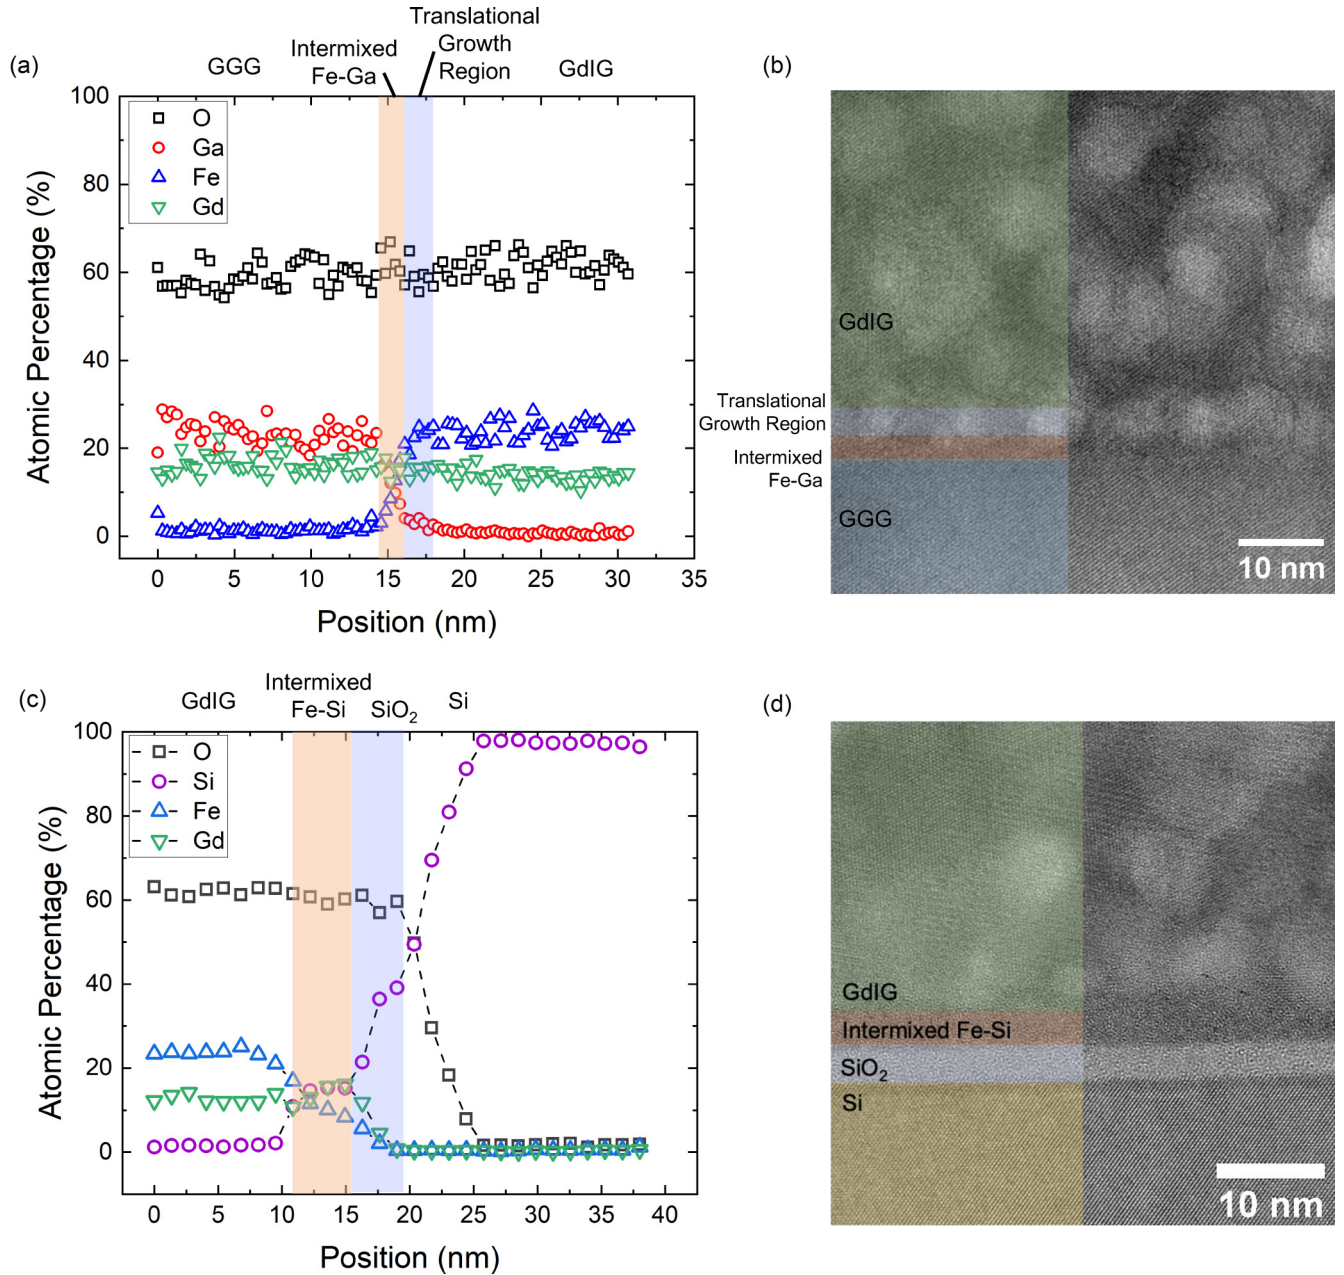 (a)
GGG
Intermixed
Fe-Ga
Translational
Growth
Region
GdIG
O
Ga
Fe
Gd
Atomic Percentage (%)
100
80
60
40
20
0
0 5 10 15 20 25 30 35
Position (nm)
(b)
GdIG
Translational
Growth Region
Intermixed
Fe-Ga
GGG
10 nm
(c)
GdIG
Intermixed
Fe-Si
SiO₂
Si
O
Si
Fe
Gd
Atomic Percentage (%)
100
80
60
40
20
0
0 5 10 15 20 25 30 35 40
Position (nm)
(d)
GdIG
Intermixed Fe-Si
SiO₂
Si
10 nm